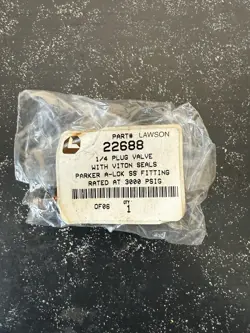 PART# LAWSON
22688
1/4 PLUG VALVE
WITH VITON SEALS
PARKER A-LOK SS FITTING
RATED AT 3000 PSIG
OF06
QTY
1